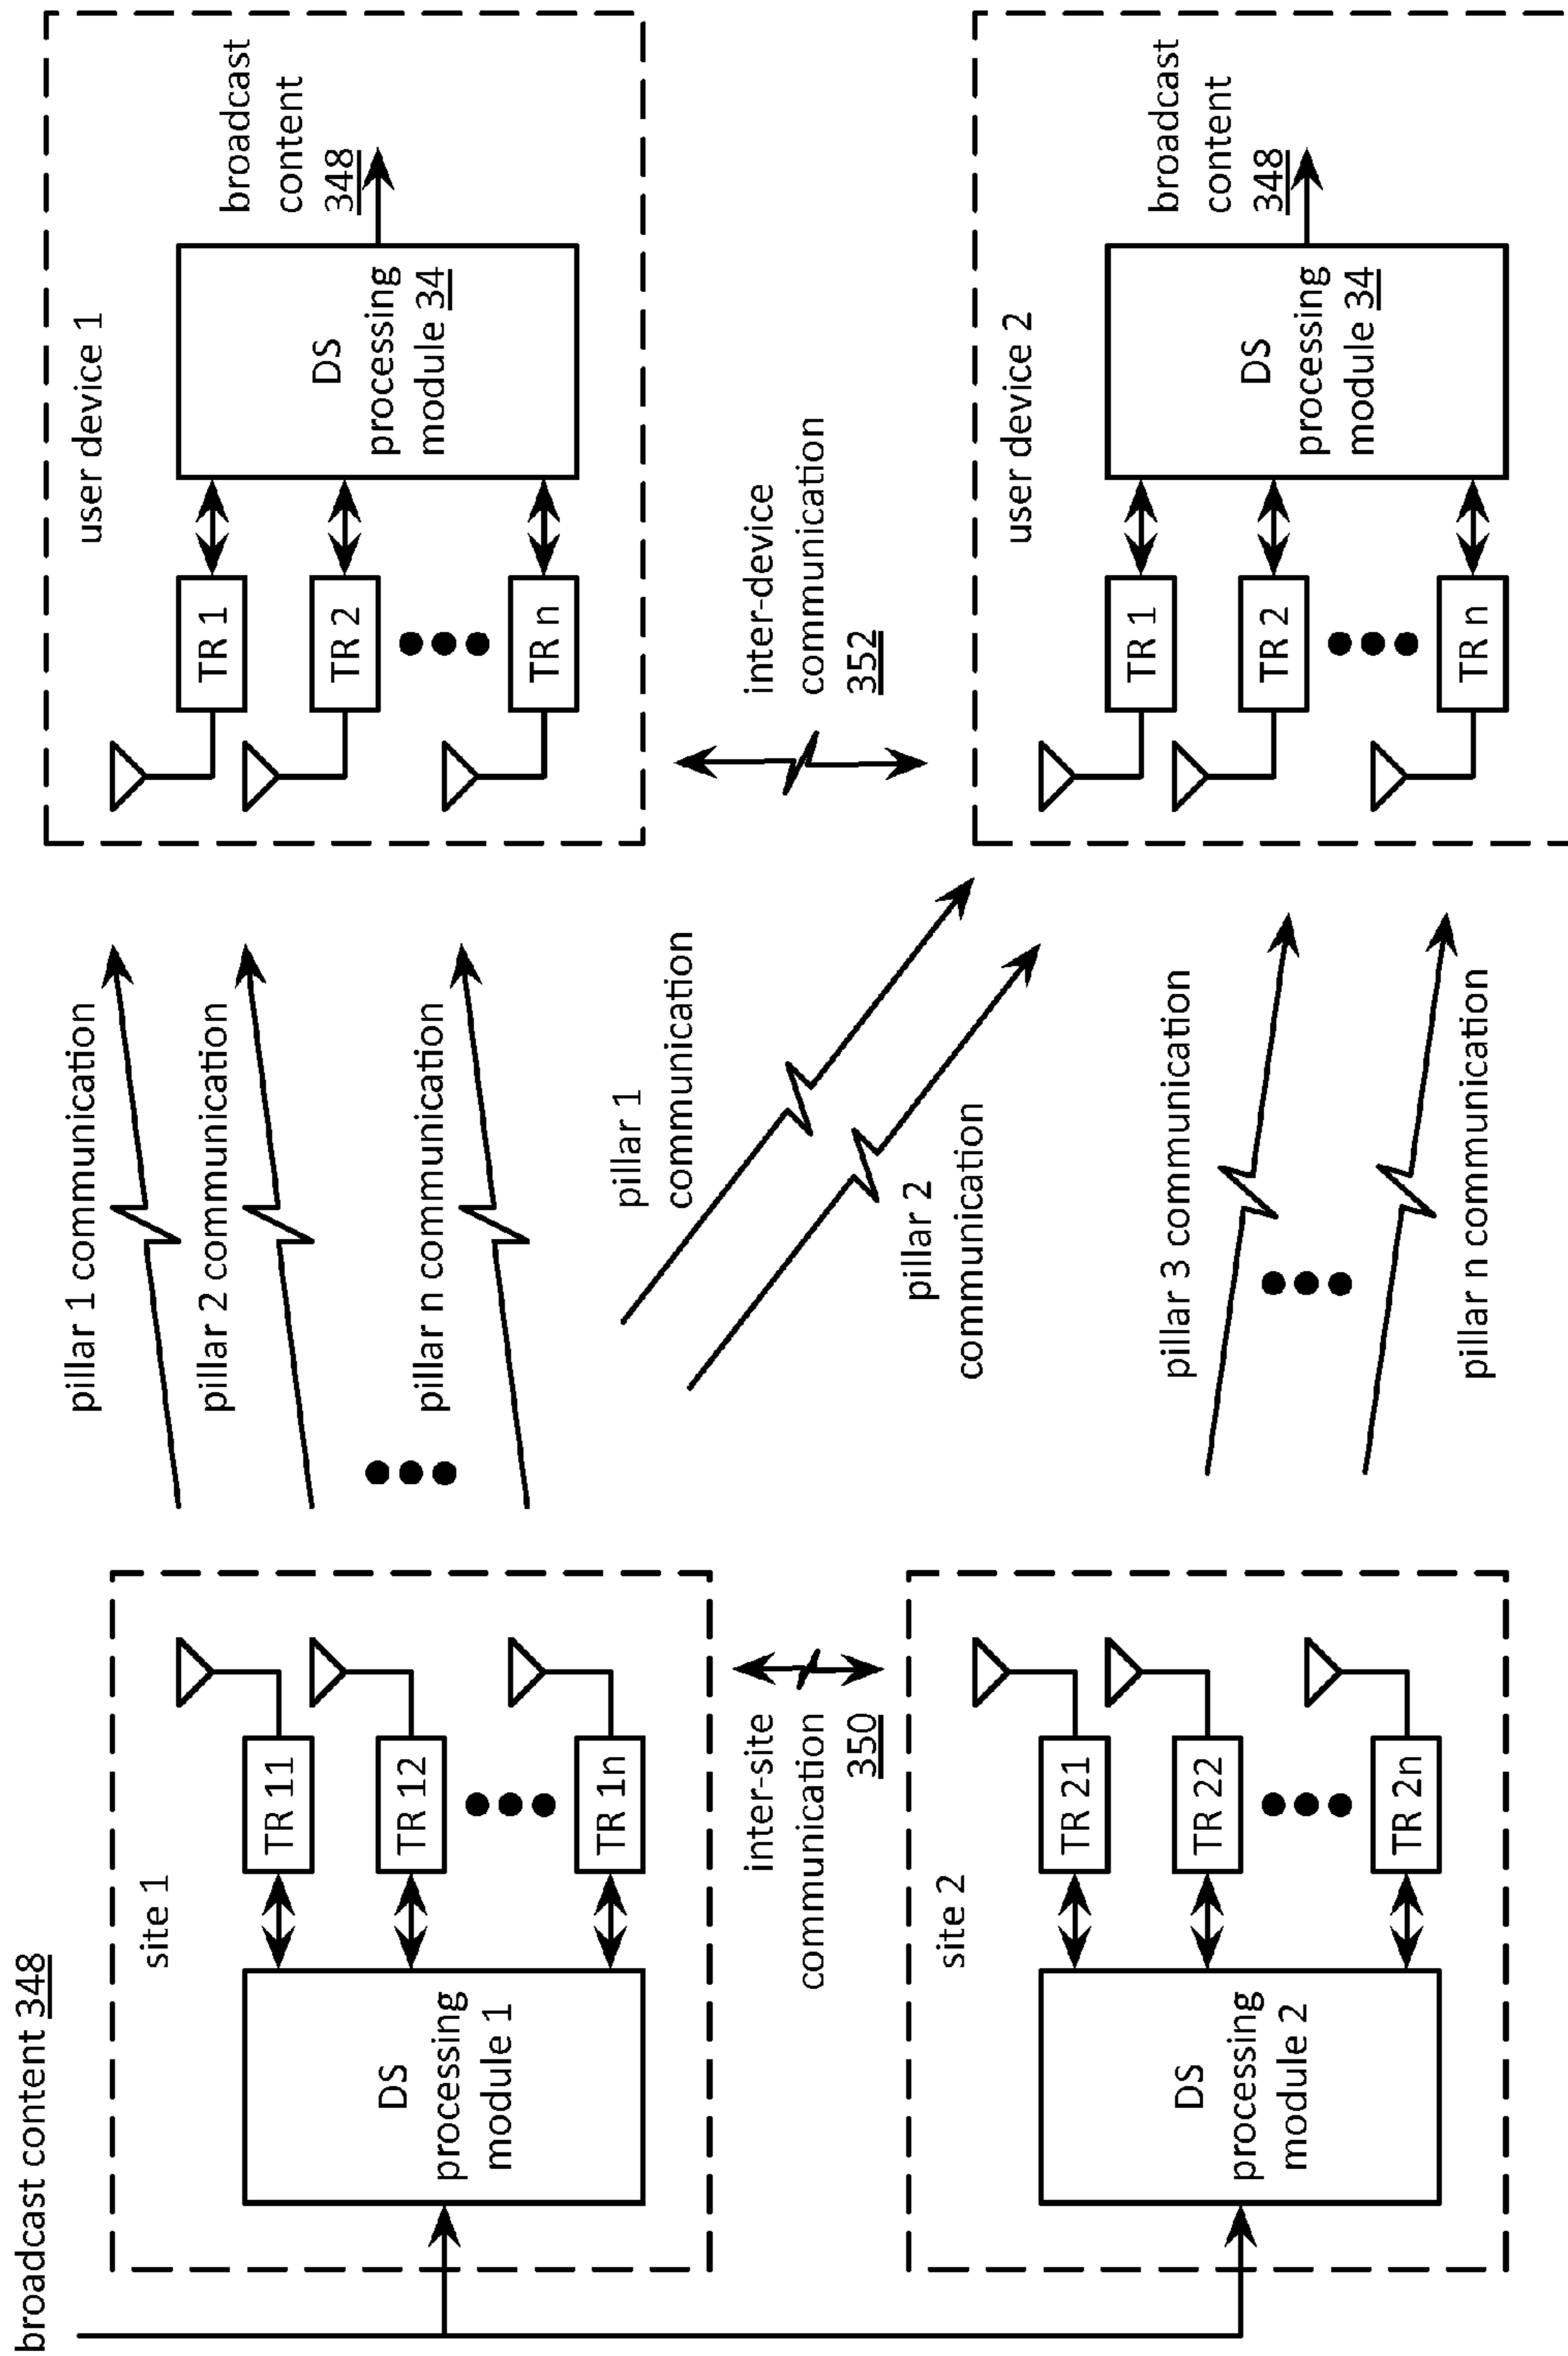 broadcast content 348
site 1
DS
processing
module 1
TR 11
TR 12
TR 1n
inter-site
communication
350
site 2
DS
processing
module 2
TR 21
TR 22
TR 2n
pillar 1 communication
pillar 2 communication
pillar n communication
pillar 1
communication
pillar 2
communication
pillar 3 communication
pillar n communication
user device 1
TR 1
TR 2
TR n
DS
processing
module 34
broadcast
content
348
inter-device
communication
352
user device 2
TR 1
TR 2
TR n
DS
processing
module 34
broadcast
content
348